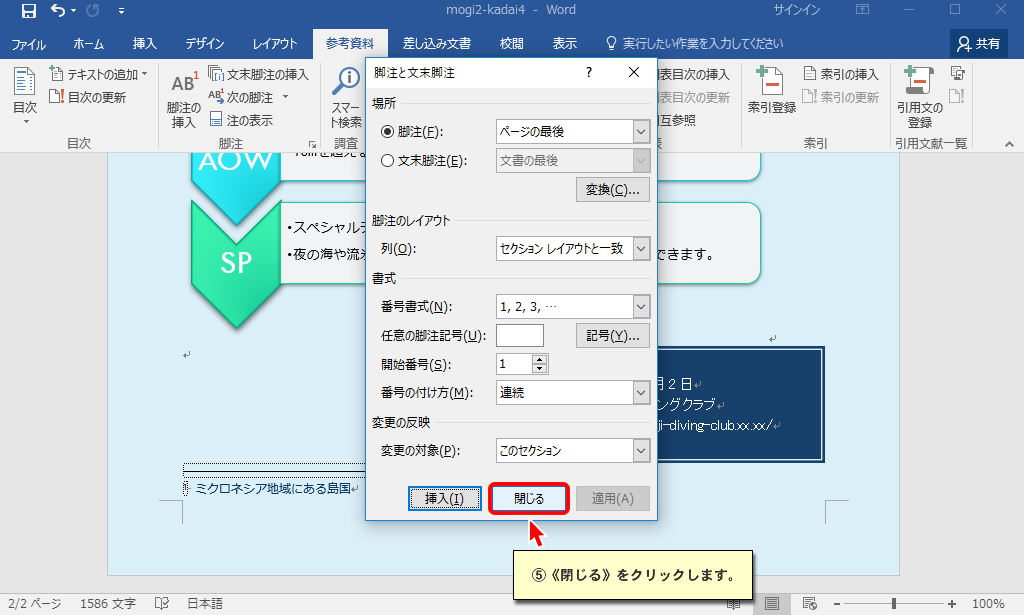 mogi2-kadai4 - Word
サインイン
ファイル ホーム 挿入 デザイン レイアウト 参考資料 差し込み文書 校閲 表示 実行したい作業を入力してください 共有
目次
テキストの追加
目次の更新
目次
AB1
脚注の
挿入
文末脚注の挿入
AB1 次の脚注
注の表示
脚注
スマー
ト検索
調査
表目次の挿入
表目次の更新
互参照
索引登録
索引の挿入
索引の更新
索引
引用文の
登録
引用文献一覧
AOW
SP
•スペシャル
•夜の海や流
できます。
月2日
ングクラブ
ji-diving-club.xx.xx/
ミクロネシア地域にある島国
脚注と文末脚注
?
場所
脚注(F):
ページの最後
文末脚注(E):
文書の最後
変換(C)...
脚注のレイアウト
列(O):
セクション レイアウトと一致
書式
番号書式(N):
1, 2, 3, …
任意の脚注記号(U):
記号(Y)...
開始番号(S):
1
番号の付け方(M):
連続
変更の反映
変更の対象(P):
このセクション
挿入(I)
閉じる
適用(A)
⑤《閉じる》をクリックします。
2/2 ページ 1586 文字 日本語
100%